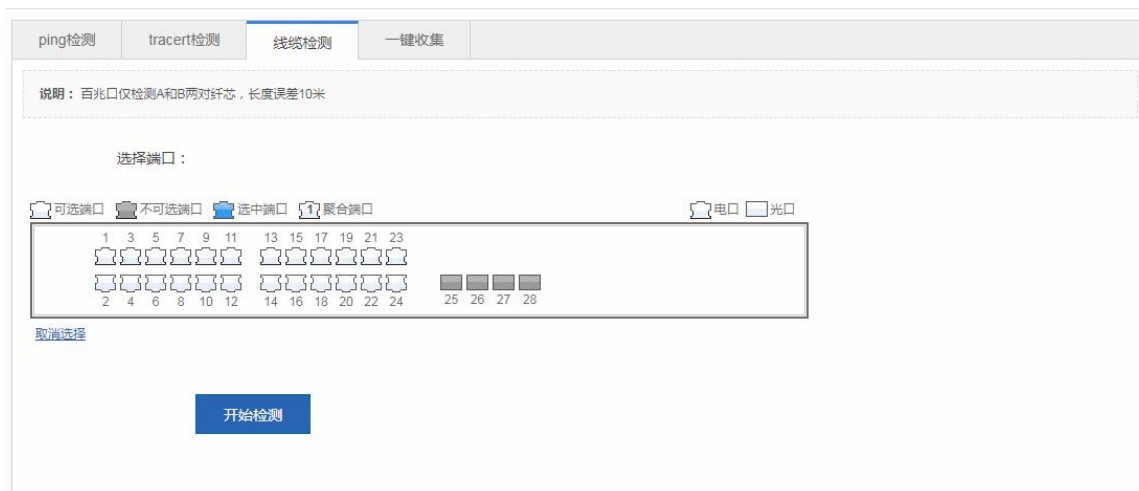 ping检测 tracert检测 线缆检测 一键收集
说明：百兆口仅检测A和B两对纤芯，长度误差10米
选择端口：
可选端口 不可选端口 选中端口 1 聚合端口 电口 光口
1 3 5 7 9 11 13 15 17 19 21 23
2 4 6 8 10 12 14 16 18 20 22 24 25 26 27 28
取消选择
开始检测